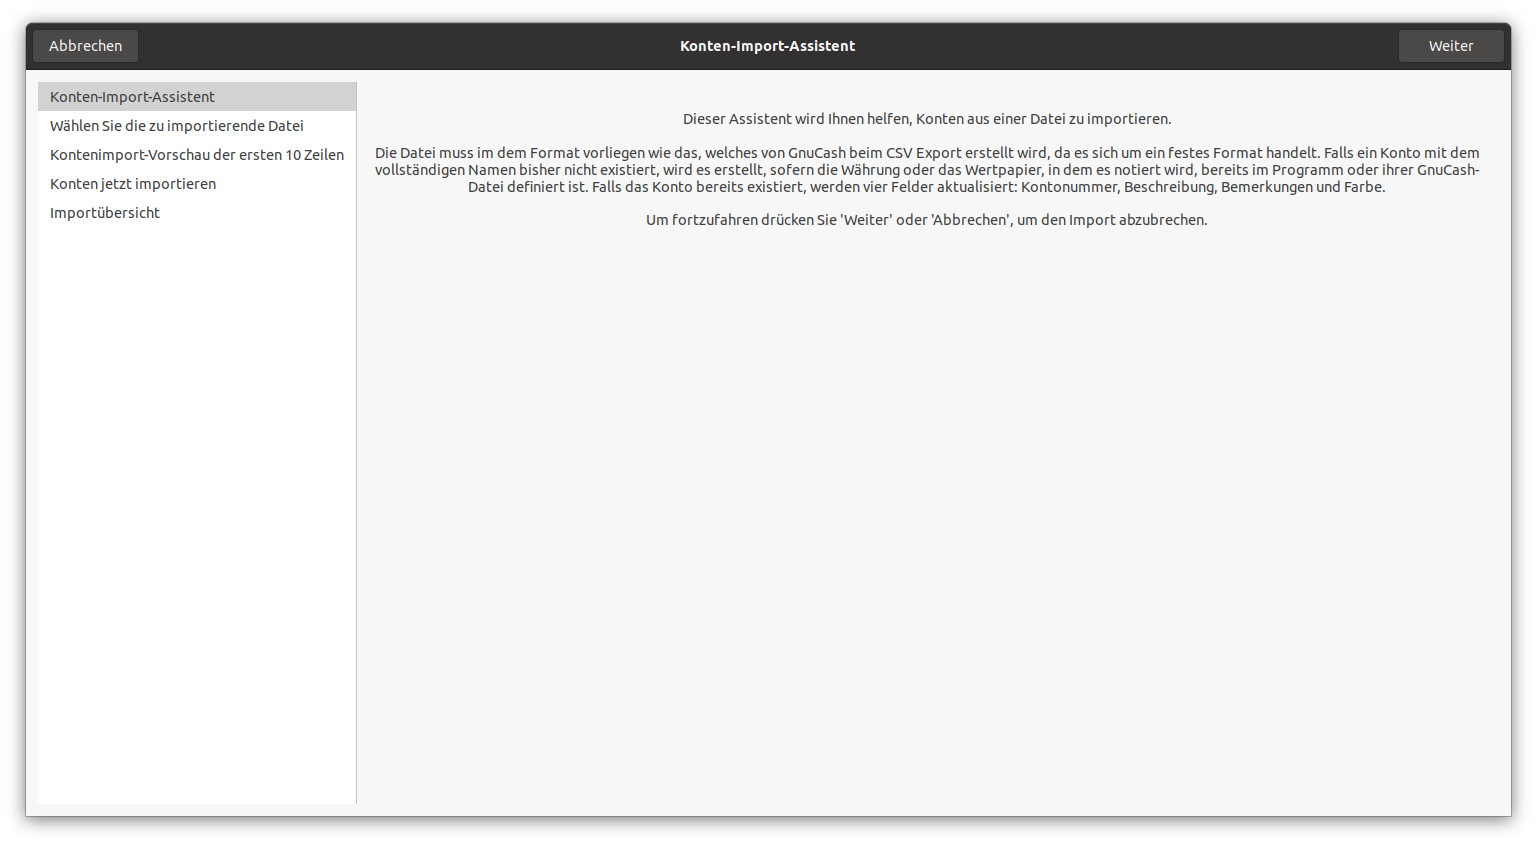 Abbrechen
Konten-Import-Assistent
Weiter
Konten-Import-Assistent
Wählen Sie die zu importierende Datei
Kontenimport-Vorschau der ersten 10 Zeilen
Konten jetzt importieren
Importübersicht
Dieser Assistent wird Ihnen helfen, Konten aus einer Datei zu importieren.
Die Datei muss im dem Format vorliegen wie das, welches von GnuCash beim CSV Export erstellt wird, da es sich um ein festes Format handelt. Falls ein Konto mit dem
vollständigen Namen bisher nicht existiert, wird es erstellt, sofern die Währung oder das Wertpapier, in dem es notiert wird, bereits im Programm oder ihrer GnuCash-
Datei definiert ist. Falls das Konto bereits existiert, werden vier Felder aktualisiert: Kontonummer, Beschreibung, Bemerkungen und Farbe.
Um fortzufahren drücken Sie 'Weiter' oder 'Abbrechen', um den Import abzubrechen.